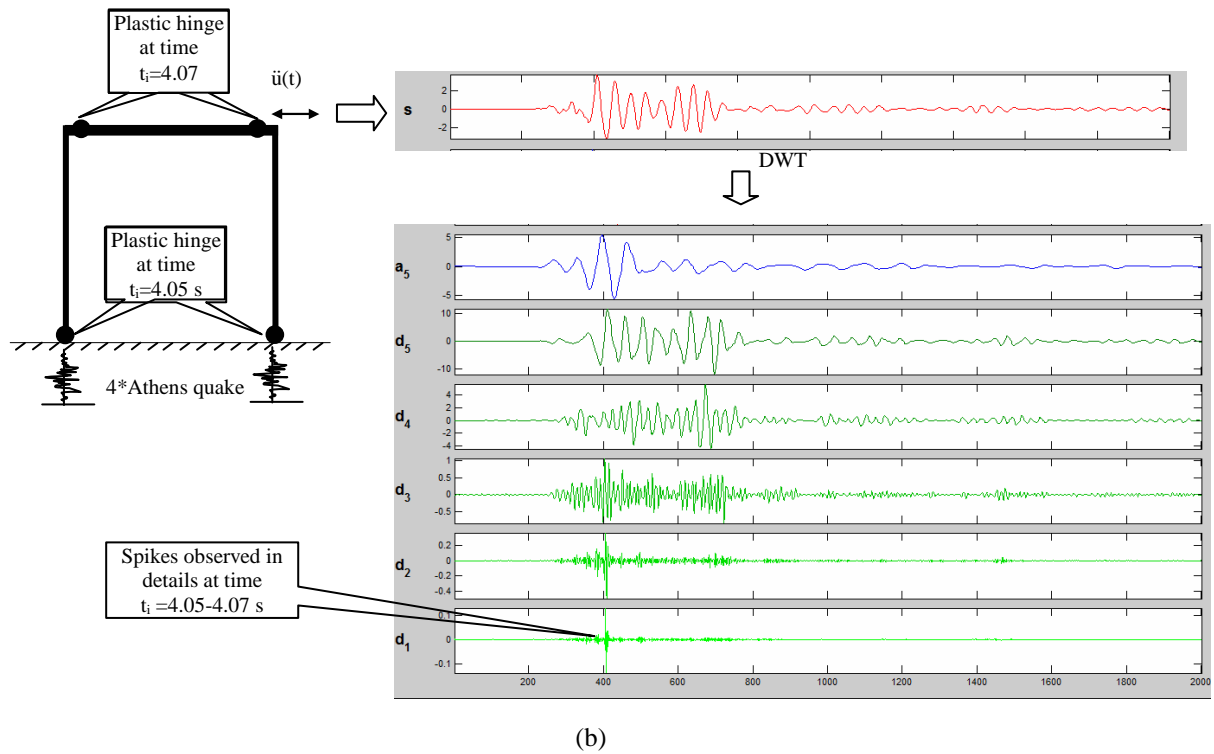 Plastic hinge
at time
tᵢ=4.07
ü(t)
s
2
0
-2
DWT
Plastic hinge
at time
tᵢ=4.05 s
4*Athens quake
a₅
5
0
-5
d₅
10
0
-10
d₄
4
2
0
-2
-4
d₃
1
0.5
0
-0.5
Spikes observed in
details at time
tᵢ =4.05-4.07 s
d₂
0.2
0
-0.2
-0.4
d₁
0.1
0
-0.1
200 400 600 800 1000 1200 1400 1600 1800 2000
(b)